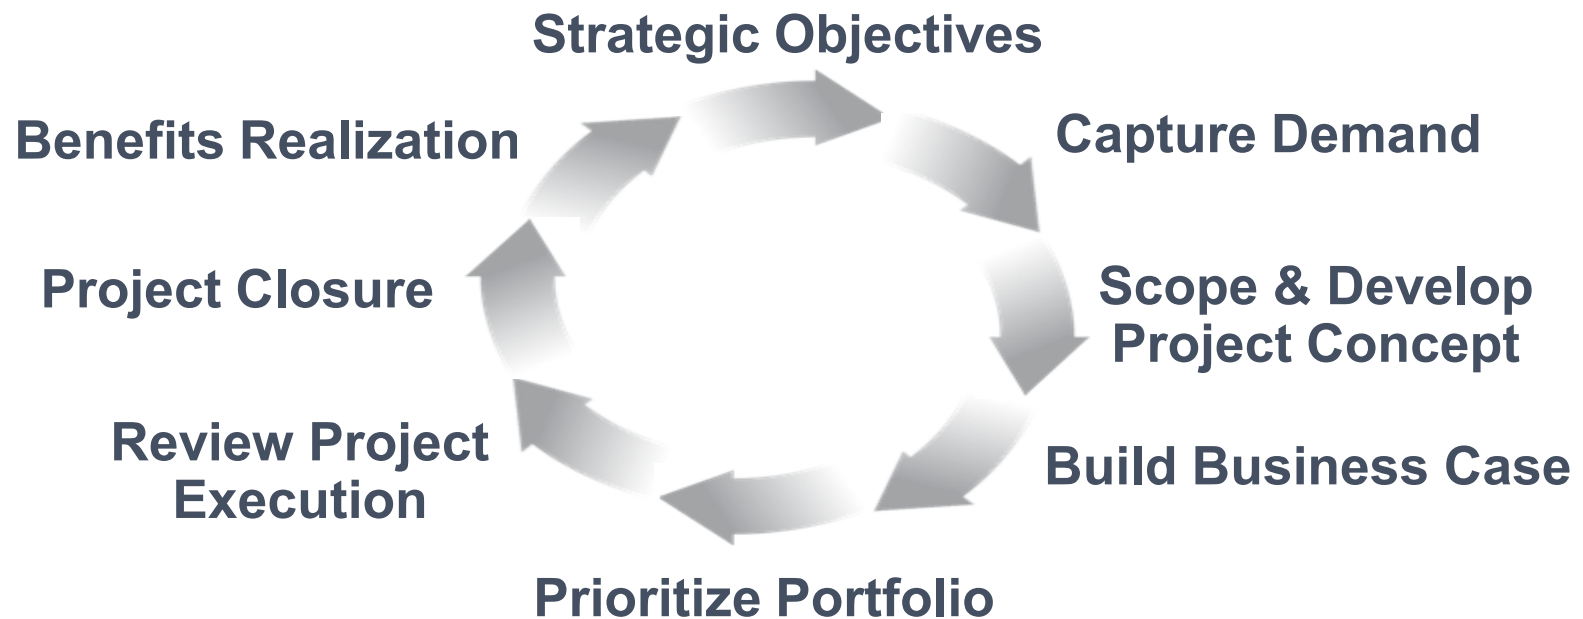 Strategic Objectives
Capture Demand
Scope & Develop
Project Concept
Build Business Case
Prioritize Portfolio
Review Project
Execution
Project Closure
Benefits Realization